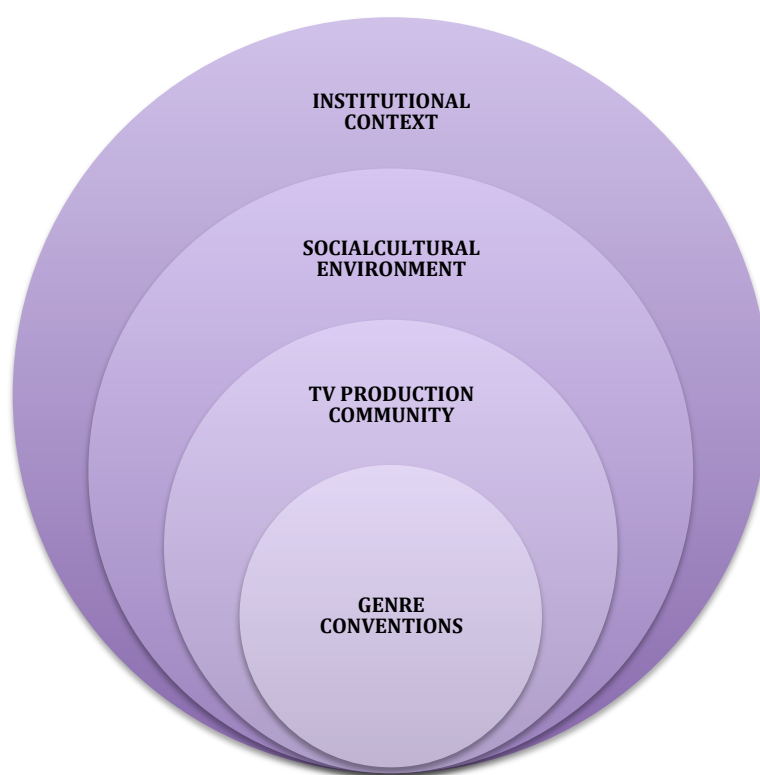 INSTITUTIONAL
CONTEXT
SOCIALCULTURAL
ENVIRONMENT
TV PRODUCTION
COMMUNITY
GENRE
CONVENTIONS